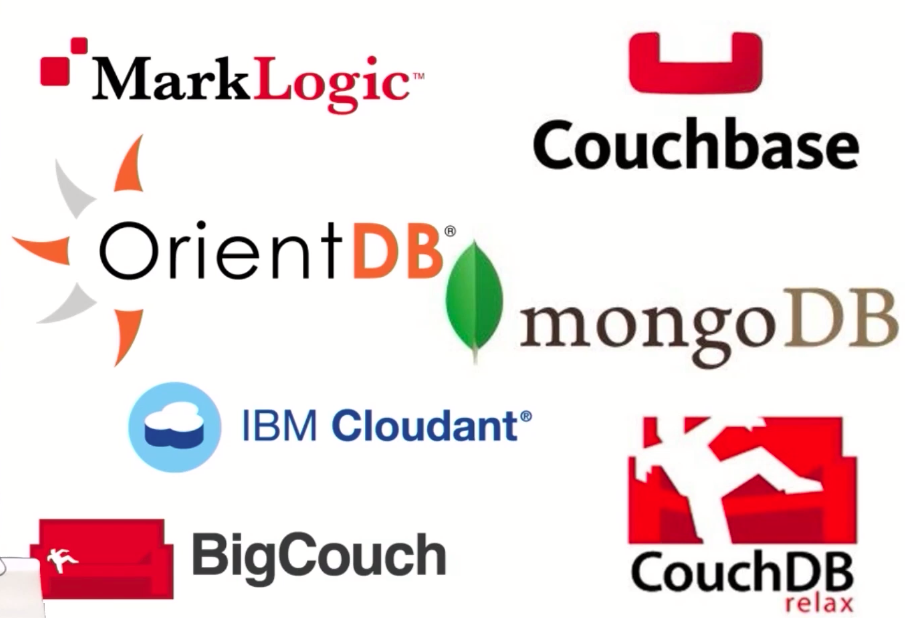 MarkLogic™
Couchbase
OrientDB®
mongoDB
IBM Cloudant®
BigCouch
CouchDB
relax